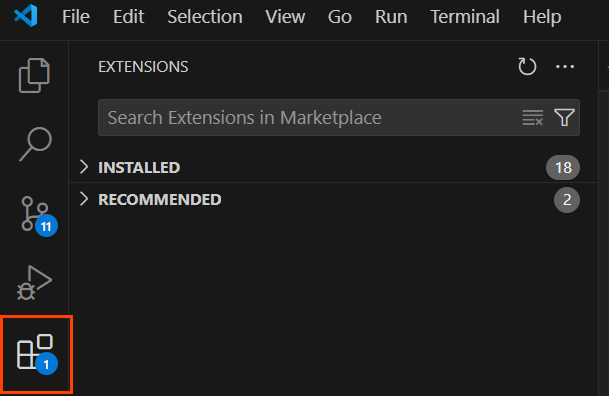 File Edit Selection View Go Run Terminal Help
EXTENSIONS
Search Extensions in Marketplace
INSTALLED 18
RECOMMENDED 2
11
1